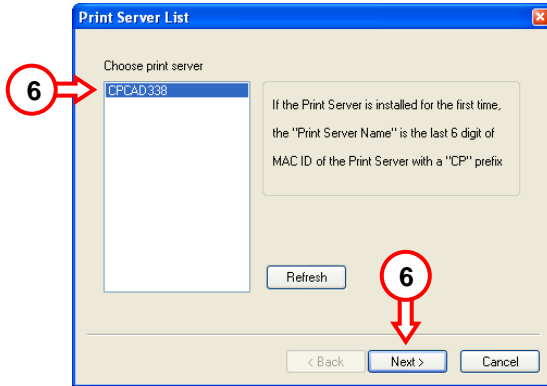 Print Server List
Choose print server
6
CPCAD338
If the Print Server is installed for the first time,
the "Print Server Name" is the last 6 digit of
MAC ID of the Print Server with a "CP" prefix
Refresh
6
< Back
Next >
Cancel